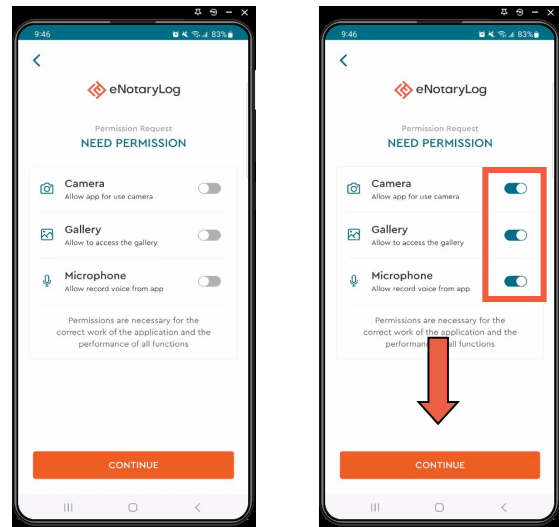 9:46 83%
eNotaryLog
Permission Request
NEED PERMISSION
Camera
Allow app for use camera
Gallery
Allow to access the gallery
Microphone
Allow record voice from app
Permissions are necessary for the
correct work of the application and the
performance of all functions
CONTINUE
9:46 83%
eNotaryLog
Permission Request
NEED PERMISSION
Camera
Allow app for use camera
Gallery
Allow to access the gallery
Microphone
Allow record voice from app
Permissions are necessary for the
correct work of the application and the
performance all functions
CONTINUE